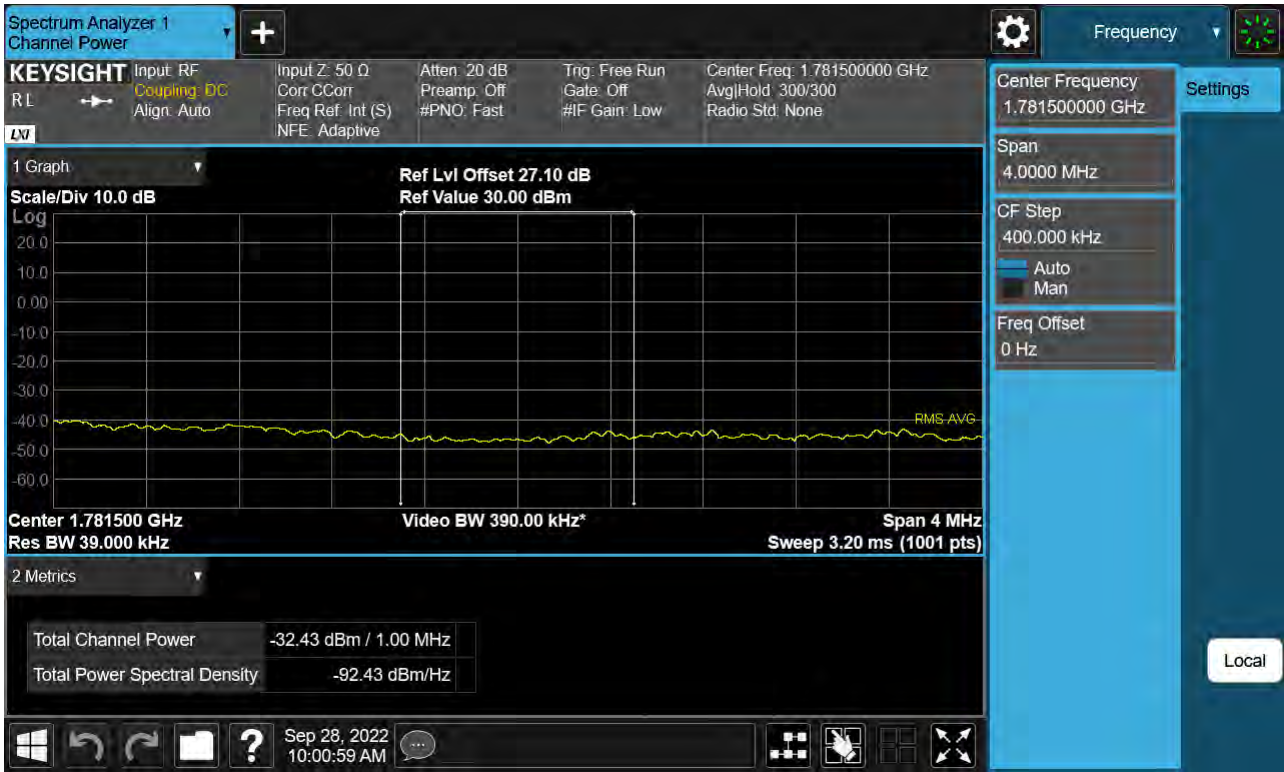 Spectrum Analyzer 1
Channel Power
Frequency
KEYSIGHT
RL
LXI
Input: RF
Coupling: DC
Align: Auto
Input Z: 50 Ω
Corr CCorr
Freq Ref: Int (S)
NFE: Adaptive
Atten: 20 dB
Preamp: Off
#PNO: Fast
Trig: Free Run
Gate: Off
#IF Gain: Low
Center Freq: 1.781500000 GHz
Avg|Hold: 300/300
Radio Std: None
Center Frequency
1.781500000 GHz
Settings
Span
4.0000 MHz
CF Step
400.000 kHz
Auto
Man
Freq Offset
0 Hz
1 Graph
Scale/Div 10.0 dB
Ref Lvl Offset 27.10 dB
Ref Value 30.00 dBm
Log
20.0
10.0
0.00
-10.0
-20.0
-30.0
-40.0
-50.0
-60.0
RMS AVG
Center 1.781500 GHz
Video BW 390.00 kHz*
Span 4 MHz
Res BW 39.000 kHz
Sweep 3.20 ms (1001 pts)
2 Metrics
Total Channel Power -32.43 dBm / 1.00 MHz
Total Power Spectral Density -92.43 dBm/Hz
Local
?
Sep 28, 2022
10:00:59 AM